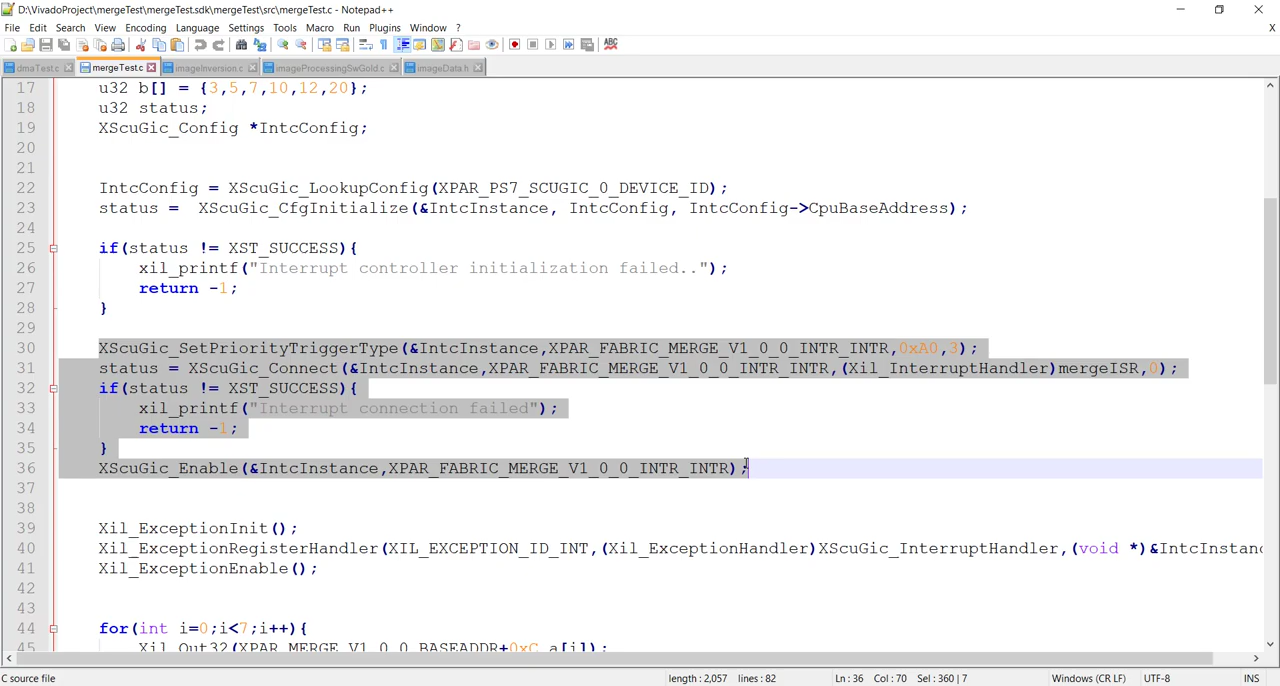 D:\VivadoProject\mergeTest\mergeTest.sdk\mergeTest\src\mergeTest.c - Notepad++
File Edit Search View Encoding Language Settings Tools Macro Run Plugins Window ?
X
dmaTest.c mergeTest.c imageInversion.c imageProcessingSwGold.c imageData.h
17 u32 b[] = {3,5,7,10,12,20};
18 u32 status;
19 XScuGic_Config *IntcConfig;
20
21
22 IntcConfig = XScuGic_LookupConfig(XPAR_PS7_SCUGIC_0_DEVICE_ID);
23 status =  XScuGic_CfgInitialize(&IntcInstance, IntcConfig, IntcConfig->CpuBaseAddress);
24
25 if(status != XST_SUCCESS){
26 xil_printf("Interrupt controller initialization failed..");
27 return -1;
28 }
29
30 XScuGic_SetPriorityTriggerType(&IntcInstance,XPAR_FABRIC_MERGE_V1_0_0_INTR_INTR,0xA0,3);
31 status = XScuGic_Connect(&IntcInstance,XPAR_FABRIC_MERGE_V1_0_0_INTR_INTR,(Xil_InterruptHandler)mergeISR,0);
32 if(status != XST_SUCCESS){
33 xil_printf("Interrupt connection failed");
34 return -1;
35 }
36 XScuGic_Enable(&IntcInstance,XPAR_FABRIC_MERGE_V1_0_0_INTR_INTR);
37
38
39 Xil_ExceptionInit();
40 Xil_ExceptionRegisterHandler(XIL_EXCEPTION_ID_INT,(Xil_ExceptionHandler)XScuGic_InterruptHandler,(void *)&IntcInstanc
41 Xil_ExceptionEnable();
42
43
44 for(int i=0;i<7;i++){
45 Xil_Out32(XPAR_MERGE_V1_0_0_BASEADDR+0xC,a[i]);
C source file length : 2,057 lines : 82 Ln : 36 Col : 70 Sel : 360 | 7 Windows (CR LF) UTF-8 INS